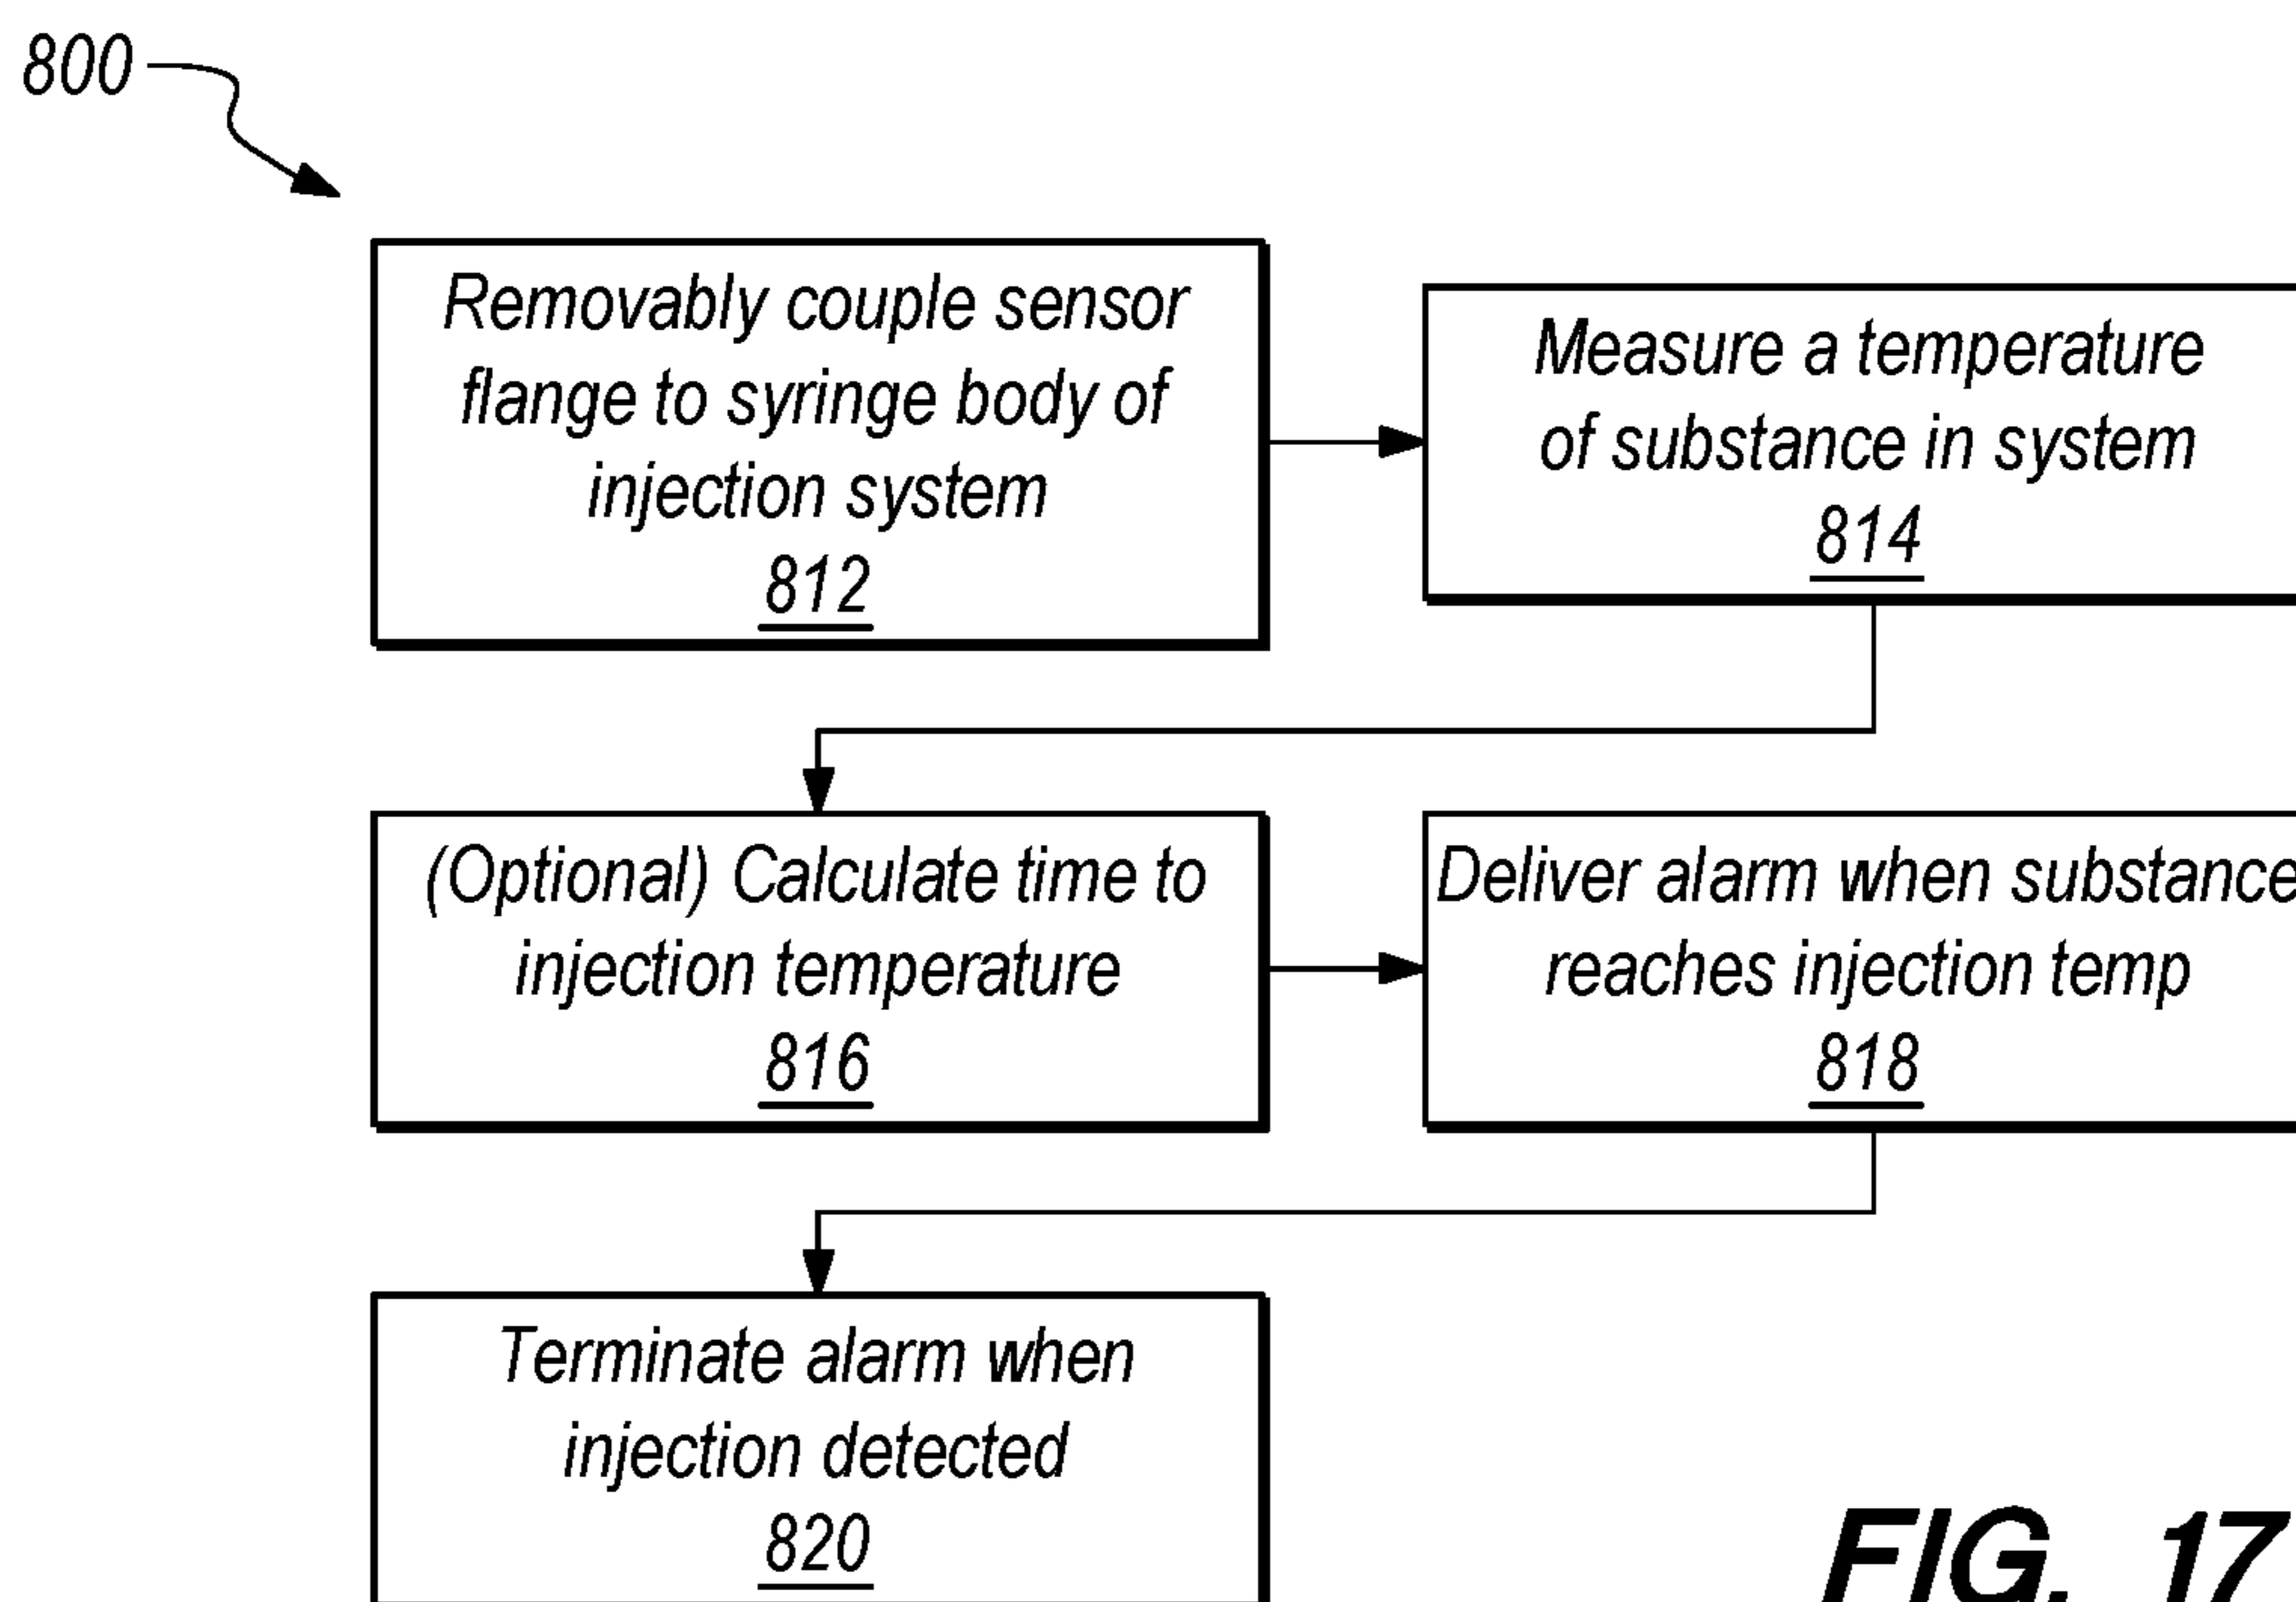 800
Removably couple sensor
flange to syringe body of
injection system
812
Measure a temperature
of substance in system
814
(Optional) Calculate time to
injection temperature
816
Deliver alarm when substance
reaches injection temp
818
Terminate alarm when
injection detected
820
FIG. 17